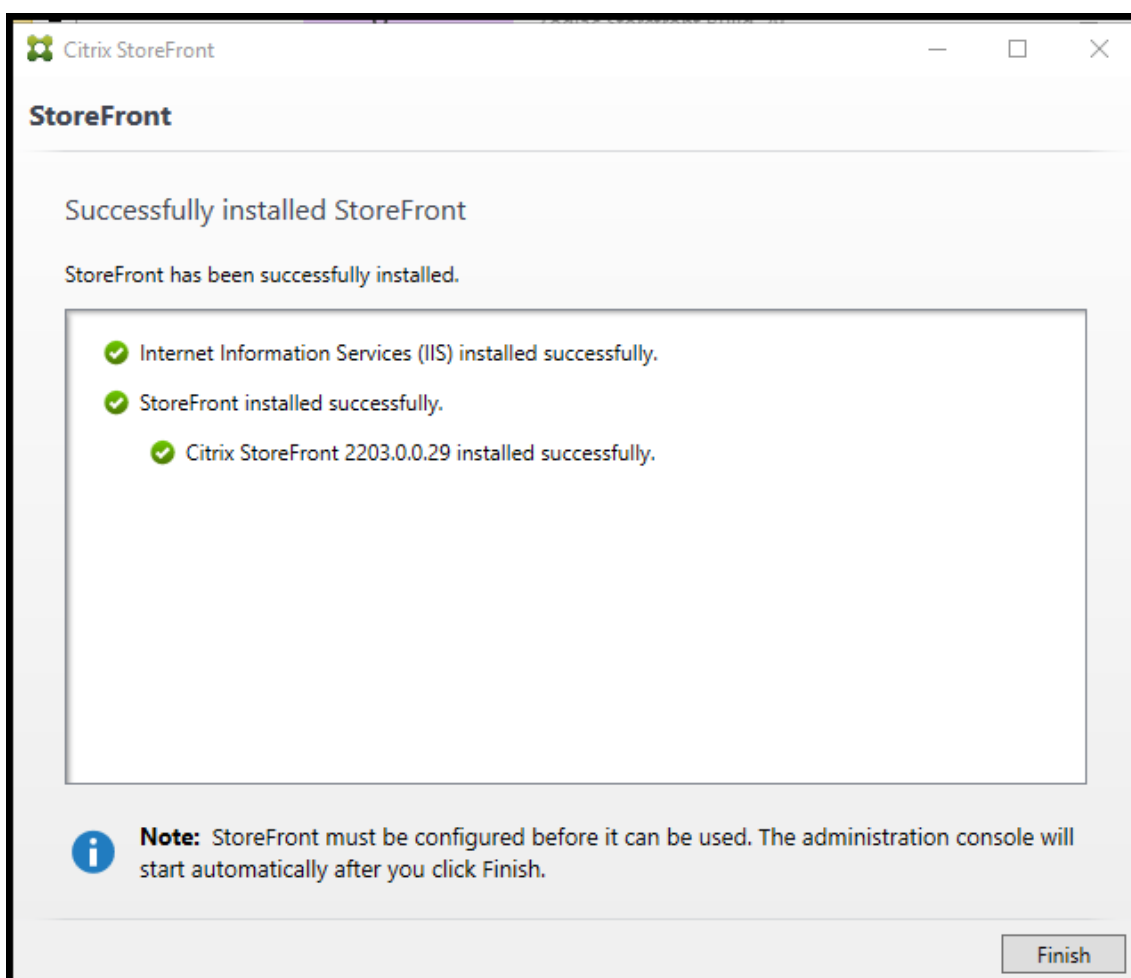 Citrix StoreFront
StoreFront
Successfully installed StoreFront
StoreFront has been successfully installed.
Internet Information Services (IIS) installed successfully.
StoreFront installed successfully.
Citrix StoreFront 2203.0.0.29 installed successfully.
Note: StoreFront must be configured before it can be used. The administration console will
start automatically after you click Finish.
Finish